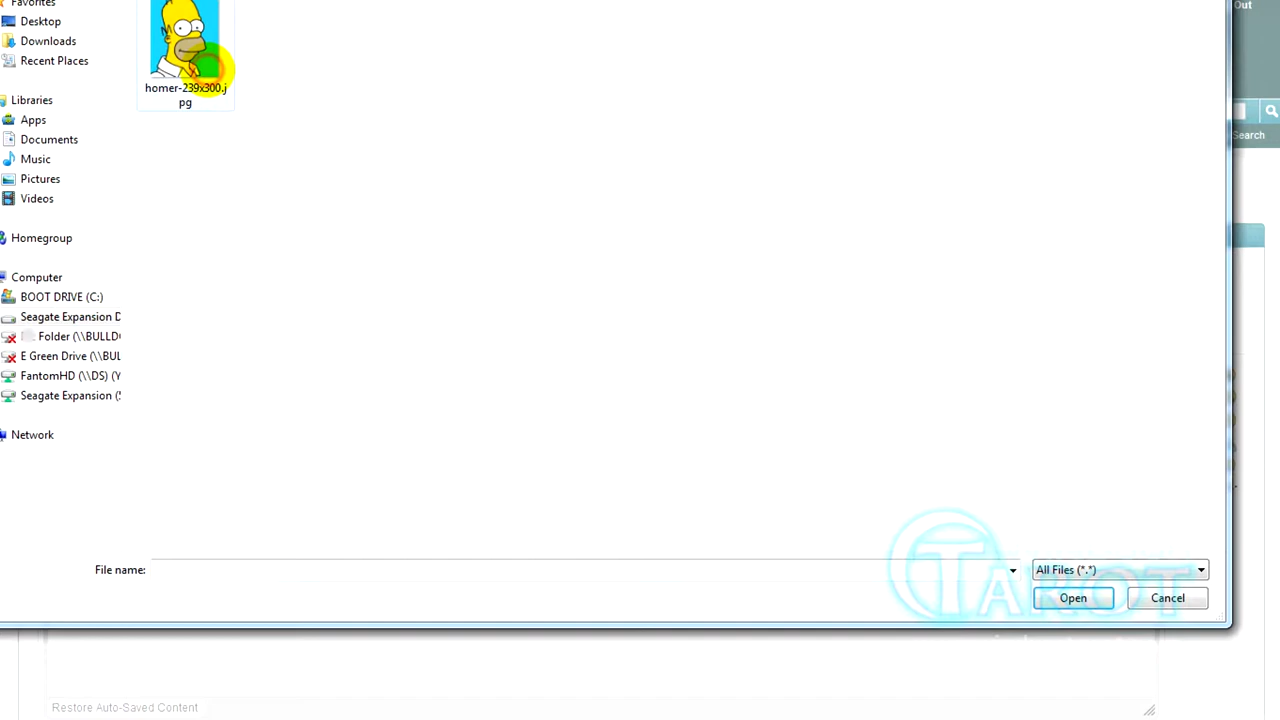 Favorites
Out
Desktop
Downloads
Recent Places
homer-239x300.j
pg
Libraries
Search
Apps
Documents
Music
Pictures
Videos
Homegroup
Computer
BOOT DRIVE (C:)
Seagate Expansion D
Folder (\\BULLD
E Green Drive (\\BUL
FantomHD (\\DS) (Y
Seagate Expansion (
Network
File name:
All Files (*.*)
TAROT
Open
Cancel
Restore Auto-Saved Content